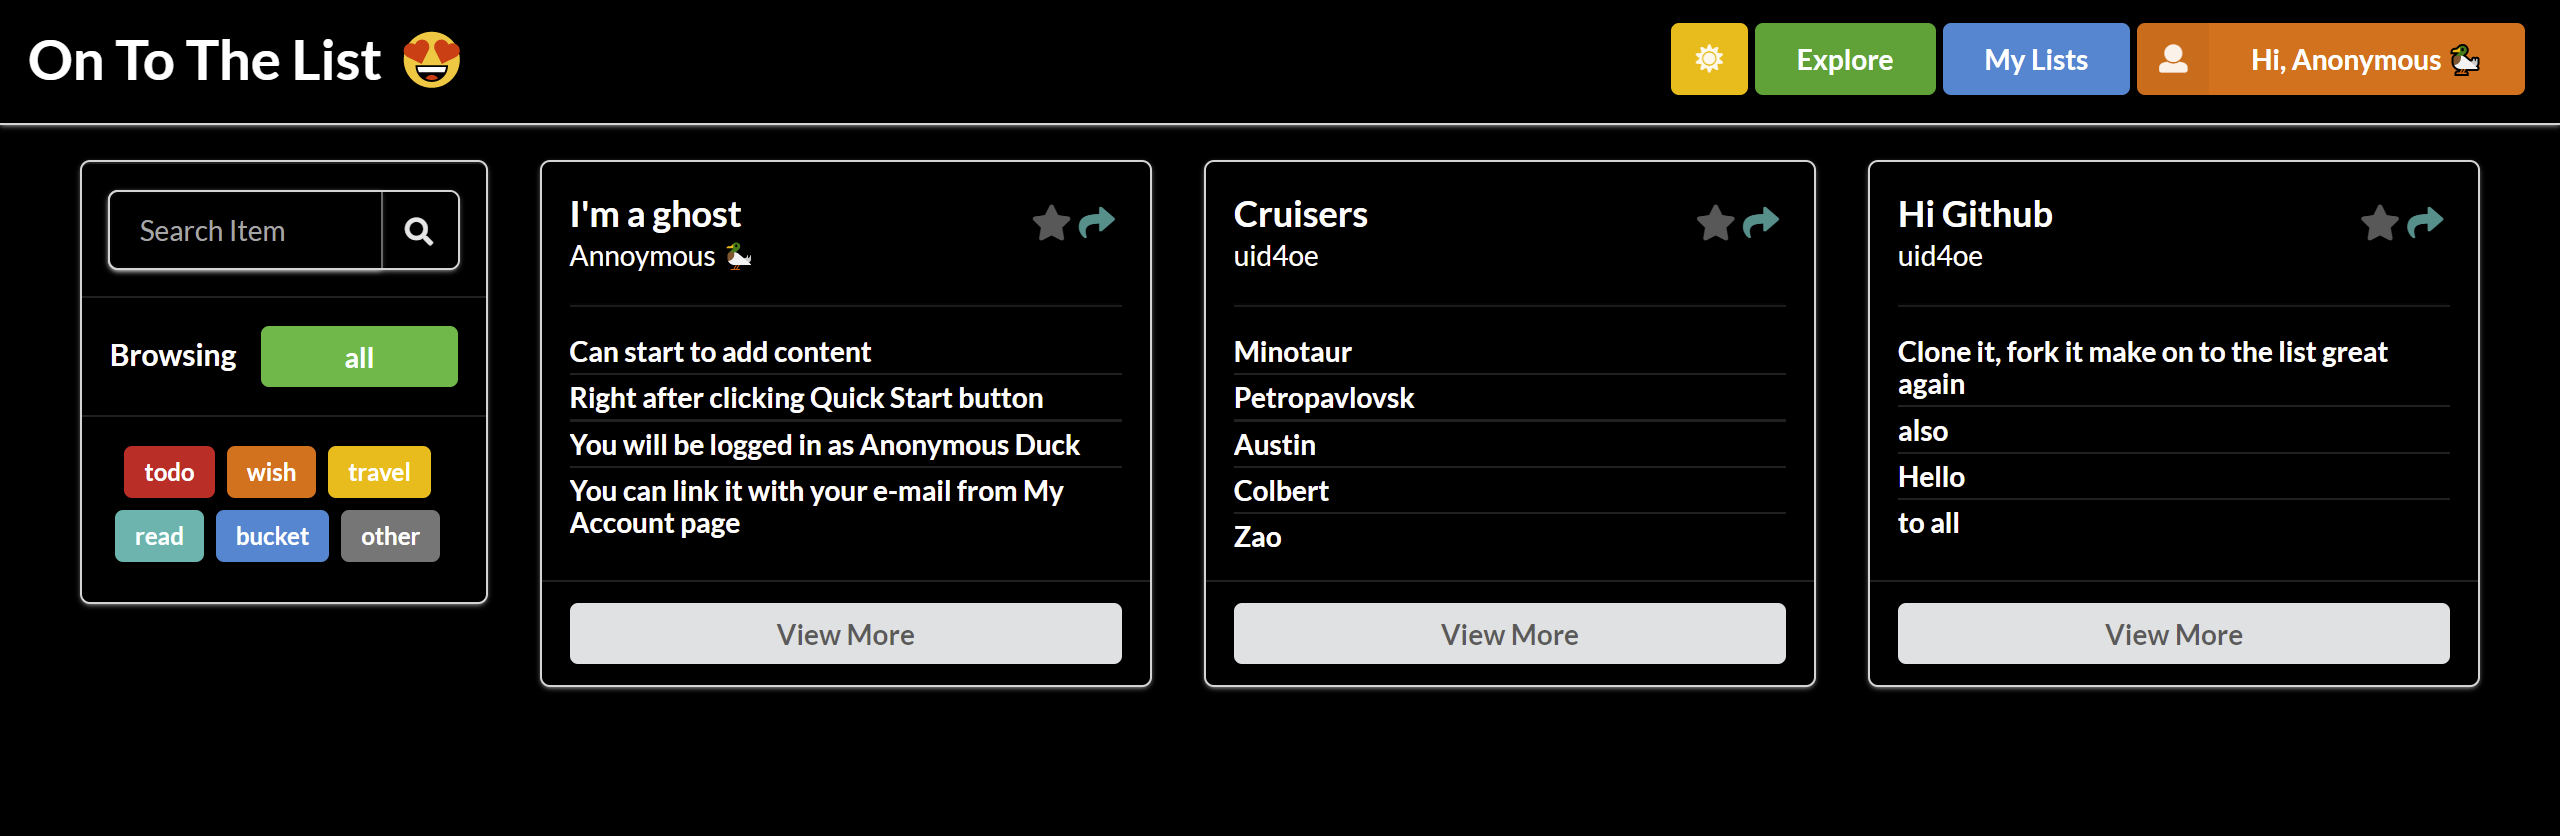 On To The List
Explore
My Lists
Hi, Anonymous
Search Item
Browsing
all
todo
wish
travel
read
bucket
other
I'm a ghost
Annoymous
Can start to add content
Right after clicking Quick Start button
You will be logged in as Anonymous Duck
You can link it with your e-mail from My
Account page
View More
Cruisers
uid4oe
Minotaur
Petropavlovsk
Austin
Colbert
Zao
View More
Hi Github
uid4oe
Clone it, fork it make on to the list great
again
also
Hello
to all
View More